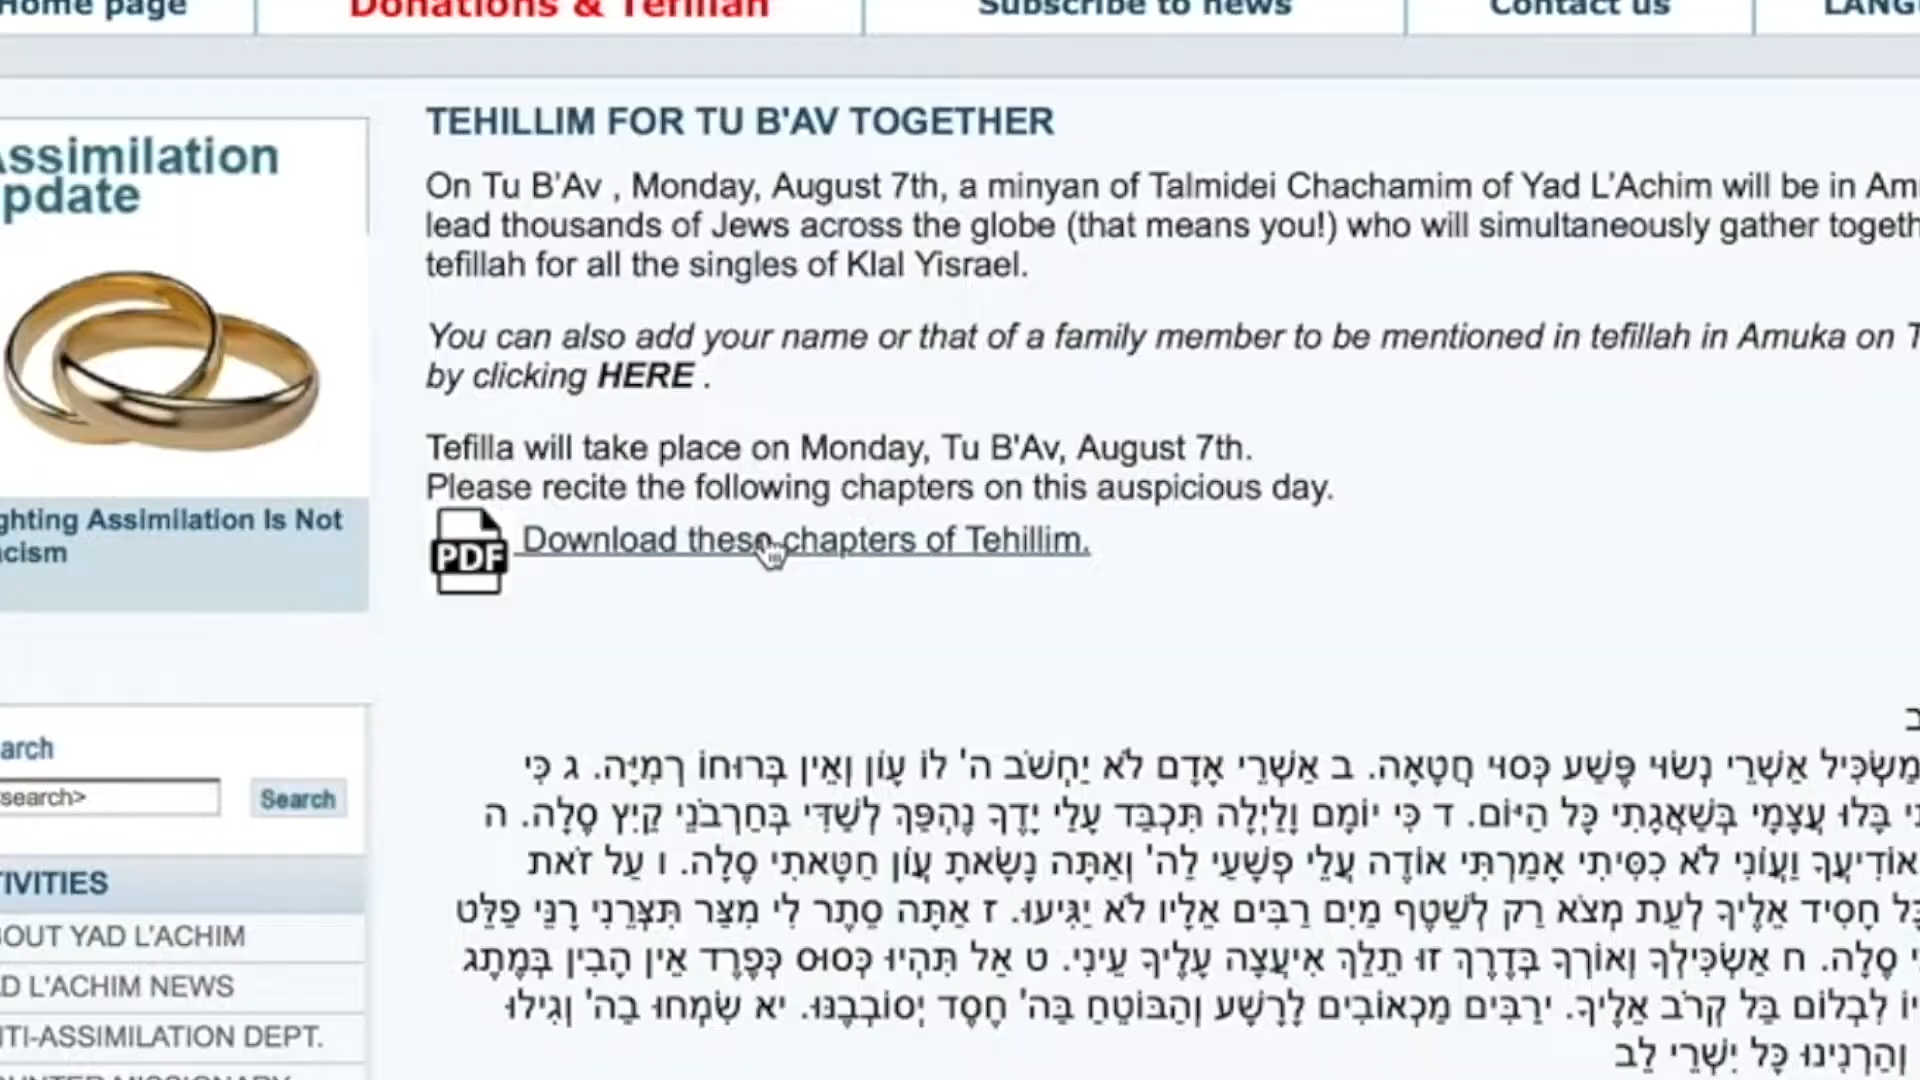 Home page
Donations & Tefillah
Subscribe to news
Contact us
ssimilation
pdate
ghting Assimilation Is Not
cism
arch
search>
Search
TIVITIES
OUT YAD L'ACHIM
D L'ACHIM NEWS
TI-ASSIMILATION DEPT.
TEHILLIM FOR TU B'AV TOGETHER
On Tu B'Av , Monday, August 7th, a minyan of Talmidei Chachamim of Yad L'Achim will be in Am
lead thousands of Jews across the globe (that means you!) who will simultaneously gather togeth
tefillah for all the singles of Klal Yisrael.
You can also add your name or that of a family member to be mentioned in tefillah in Amuka on T
by clicking HERE .
Tefilla will take place on Monday, Tu B'Av, August 7th.
Please recite the following chapters on this auspicious day.
PDF Download these chapters of Tehillim.
ב
מַשְׂכִּיל אַשְׁרֵי נְשׂוּי פֶּשַׁע כְּסוּי חֲטָאָה. ב אַשְׁרֵי אָדָם לֹא יַחְשֹׁב ה' לוֹ עָוֺן וְאֵין בְּרוּחוֹ רְמִיָּה. ג כִּי
בָּלוּ עֲצָמָי בְּשַׁאֲגָתִי כָּל הַיּוֹם. ד כִּי יוֹמָם וָלַיְלָה תִּכְבַּד עָלַי יָדֶךָ נֶהְפַּךְ לְשַׁדִּי בְּחַרְבֹנֵי קַיִץ סֶלָה. ה
אוֹדִיעֲךָ וַעֲוֺנִי לֹא כִסִּיתִי אָמַרְתִּי אוֹדֶה עֲלֵי פְשָׁעַי לַה' וְאַתָּה נָשָׂאתָ עֲוֺן חַטָּאתִי סֶלָה. ו עַל זֹאת
כָּל חָסִיד אֵלֶיךָ לְעֵת מְצֹא רַק לְשֵׁטֶף מַיִם רַבִּים אֵלָיו לֹא יַגִּיעוּ. ז אַתָּה סֵתֶר לִי מִצַּר תִּצְּרֵנִי רָנֵּי פַלֵּט
סֶלָה. ח אַשְׂכִּילְךָ וְאוֹרְךָ בְּדֶרֶךְ זוּ תֵלֵךְ אִיעֲצָה עָלֶיךָ עֵינִי. ט אַל תִּהְיוּ כְּסוּס כְּפֶרֶד אֵין הָבִין בְּמֶתֶג
לִבְלוֹם בַּל קְרֹב אֵלֶיךָ. י רַבִּים מַכְאוֹבִים לָרָשָׁע וְהַבּוֹטֵחַ בַּה' חֶסֶד יְסוֹבְבֶנּוּ. יא שִׂמְחוּ בַה' וְגִילוּ
וְהַרְנִינוּ כָּל יִשְׁרֵי לֵב